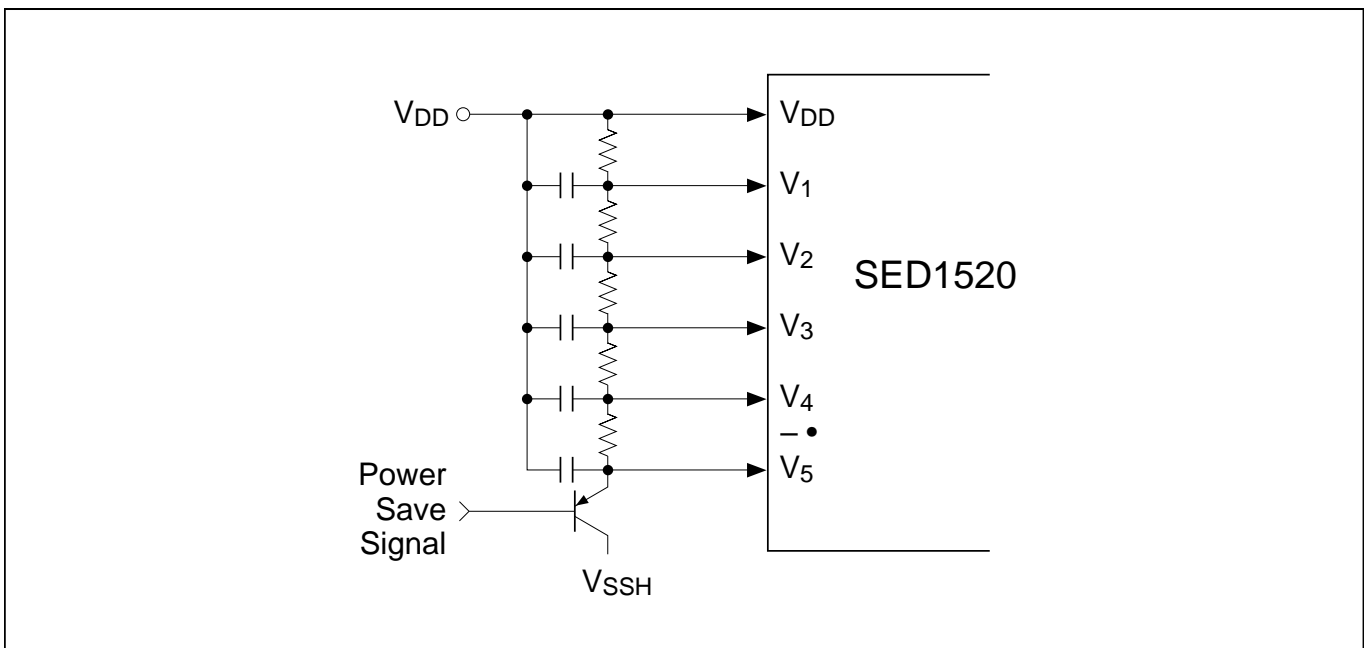 VDD
VDD
V1
V2
SED1520
V3
V4
– •
V5
Power
Save
Signal
VSSH